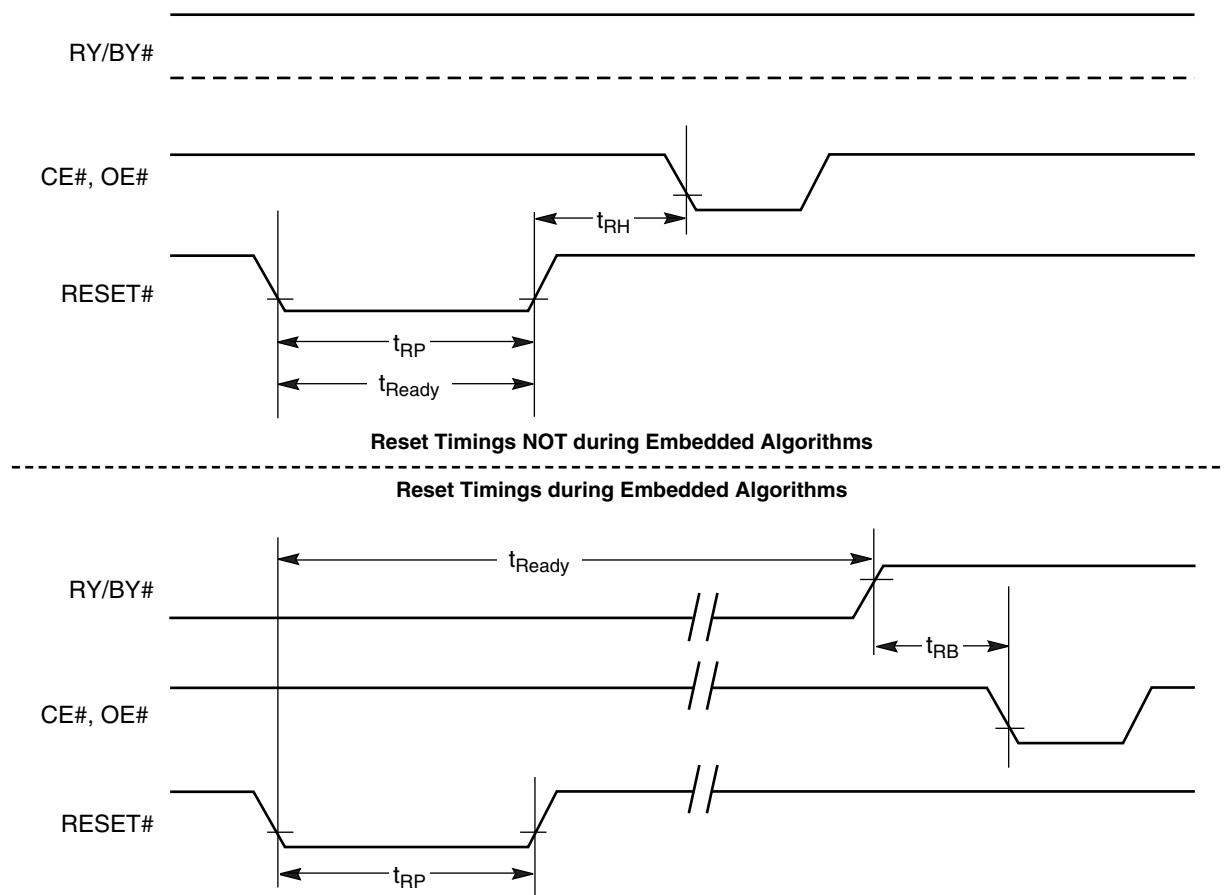 RY/BY#
CE#, OE#
tRH
RESET#
tRP
tReady
Reset Timings NOT during Embedded Algorithms
Reset Timings during Embedded Algorithms
tReady
RY/BY#
tRB
CE#, OE#
RESET#
tRP